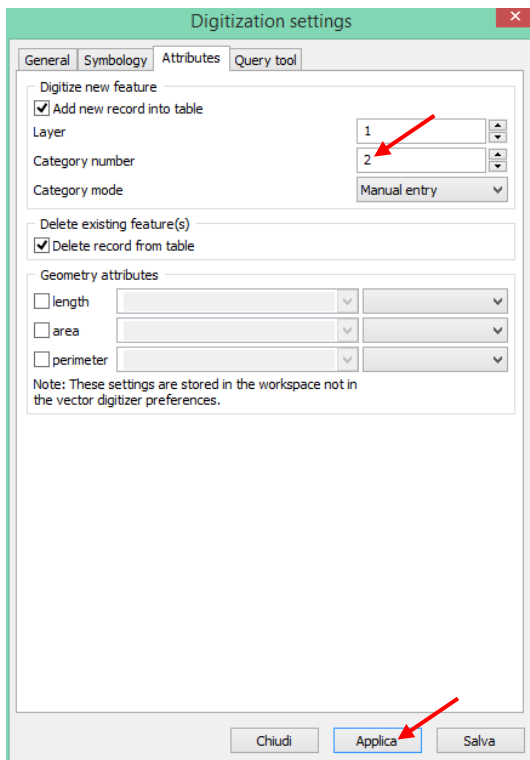 Digitization settings
General Symbology Attributes Query tool
Digitize new feature
Add new record into table
Layer 1
Category number 2
Category mode Manual entry
Delete existing feature(s)
Delete record from table
Geometry attributes
length
area
perimeter
Note: These settings are stored in the workspace not in
the vector digitizer preferences.
Chiudi Applica Salva